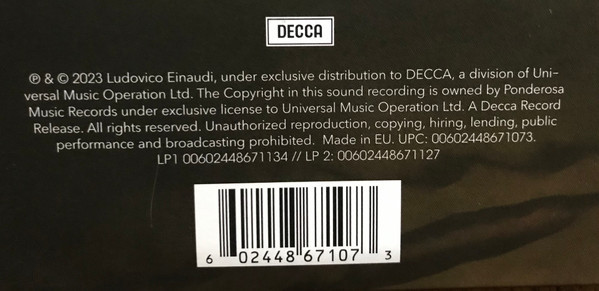 DECCA
℗ & © 2023 Ludovico Einaudi, under exclusive distribution to DECCA, a division of Uni-
versal Music Operation Ltd. The Copyright in this sound recording is owned by Ponderosa
Music Records under exclusive license to Universal Music Operation Ltd. A Decca Record
Release. All rights reserved. Unauthorized reproduction, copying, hiring, lending, public
performance and broadcasting prohibited. Made in EU. UPC: 00602448671073.
LP1 00602448671134 // LP 2: 00602448671127
6 02448 67107 3